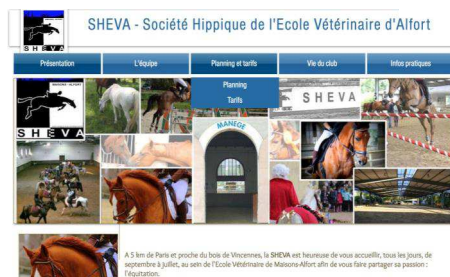 SHEVA
SHEVA - Société Hippique de l'Ecole Vétérinaire d'Alfort
Présentation
L'équipe
Planning et tarifs
Vie du club
Infos pratiques
Planning
Tarifs
MAISONS - ALFORT
SHEVA
SHEVA
MANEGE
A 5 km de Paris et proche du bois de Vincennes, la SHEVA est heureuse de vous accueillir, tous les jours, de
septembre à juillet, au sein de l'Ecole Vétérinaire de Maisons-Alfort afin de vous faire partager sa passion :
l'équitation.